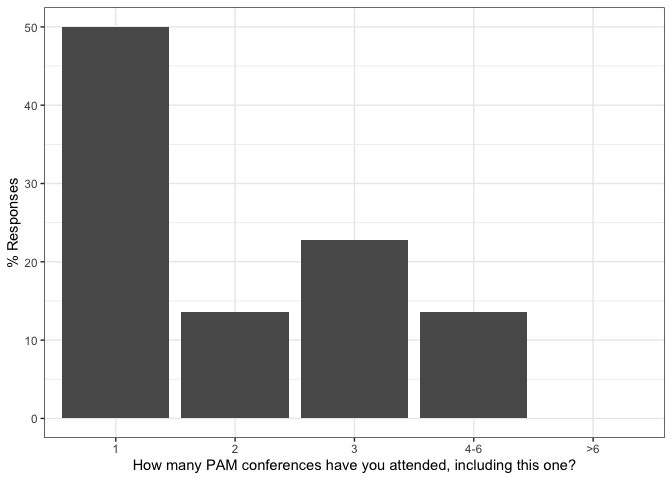 50
40
30
20
10
0
% Responses
1 2 3 4-6 >6
How many PAM conferences have you attended, including this one?